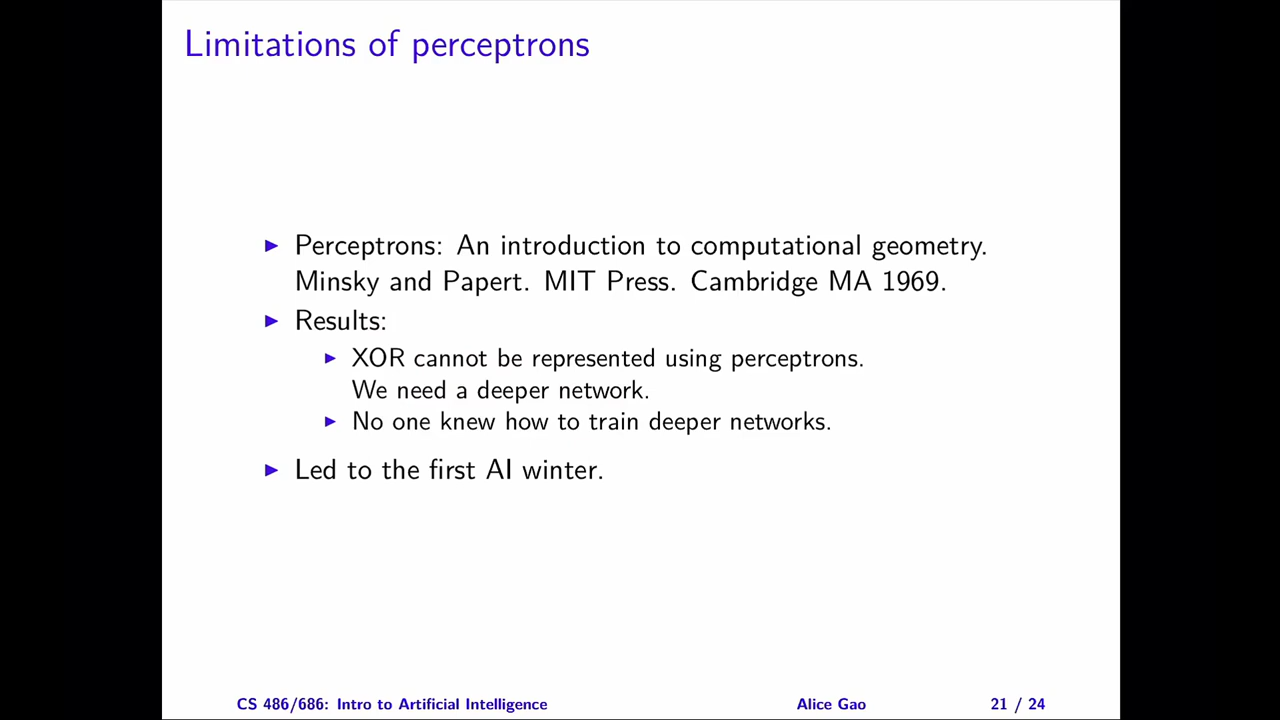 Limitations of perceptrons
Perceptrons: An introduction to computational geometry.
Minsky and Papert. MIT Press. Cambridge MA 1969.
Results:
XOR cannot be represented using perceptrons.
We need a deeper network.
No one knew how to train deeper networks.
Led to the first AI winter.
CS 486/686: Intro to Artificial Intelligence Alice Gao 21 / 24